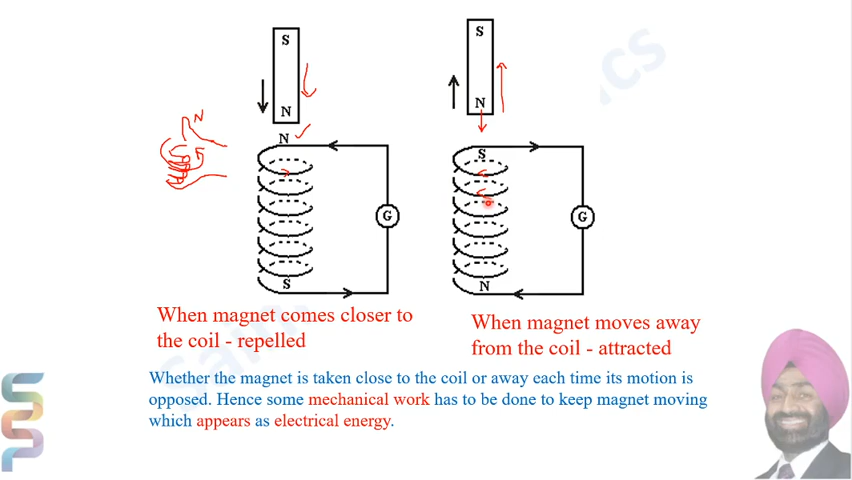 S
N
N
N
G
S
S
N
S
G
N
When magnet comes closer to
the coil - repelled
When magnet moves away
from the coil - attracted
Whether the magnet is taken close to the coil or away each time its motion is
opposed. Hence some mechanical work has to be done to keep magnet moving
which appears as electrical energy.